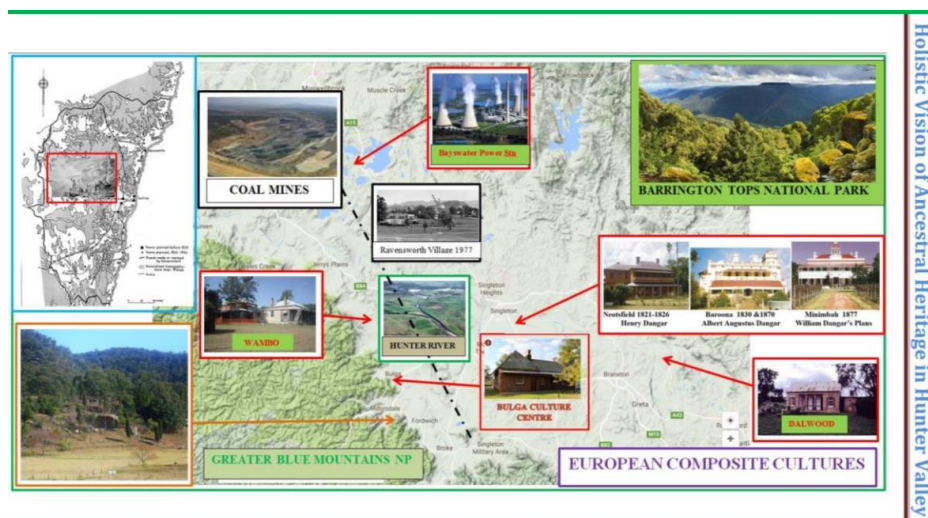 Holistic Vision of Ancestral Heritage in Hunter Valley
Muscle Creek
COAL MINES
Bayswater Power Stn
BARRINGTON TOPS NATIONAL PARK
Ravensworth Village 1977
Jerrys Plains
Singleton
Heights
Singleton
Neotsfield 1821-1826
Henry Dangar
Baroona 1830 &1870
Albert Augustus Dangar
Minimbah 1877
William Dangar's Plans
WAMBO
HUNTER RIVER
Bulga
BULGA CULTURE
CENTRE
Branxton
Greta
DALWOOD
Fordwich
Broke
Singleton
Military Area
GREATER BLUE MOUNTAINS NP
EUROPEAN COMPOSITE CULTURES